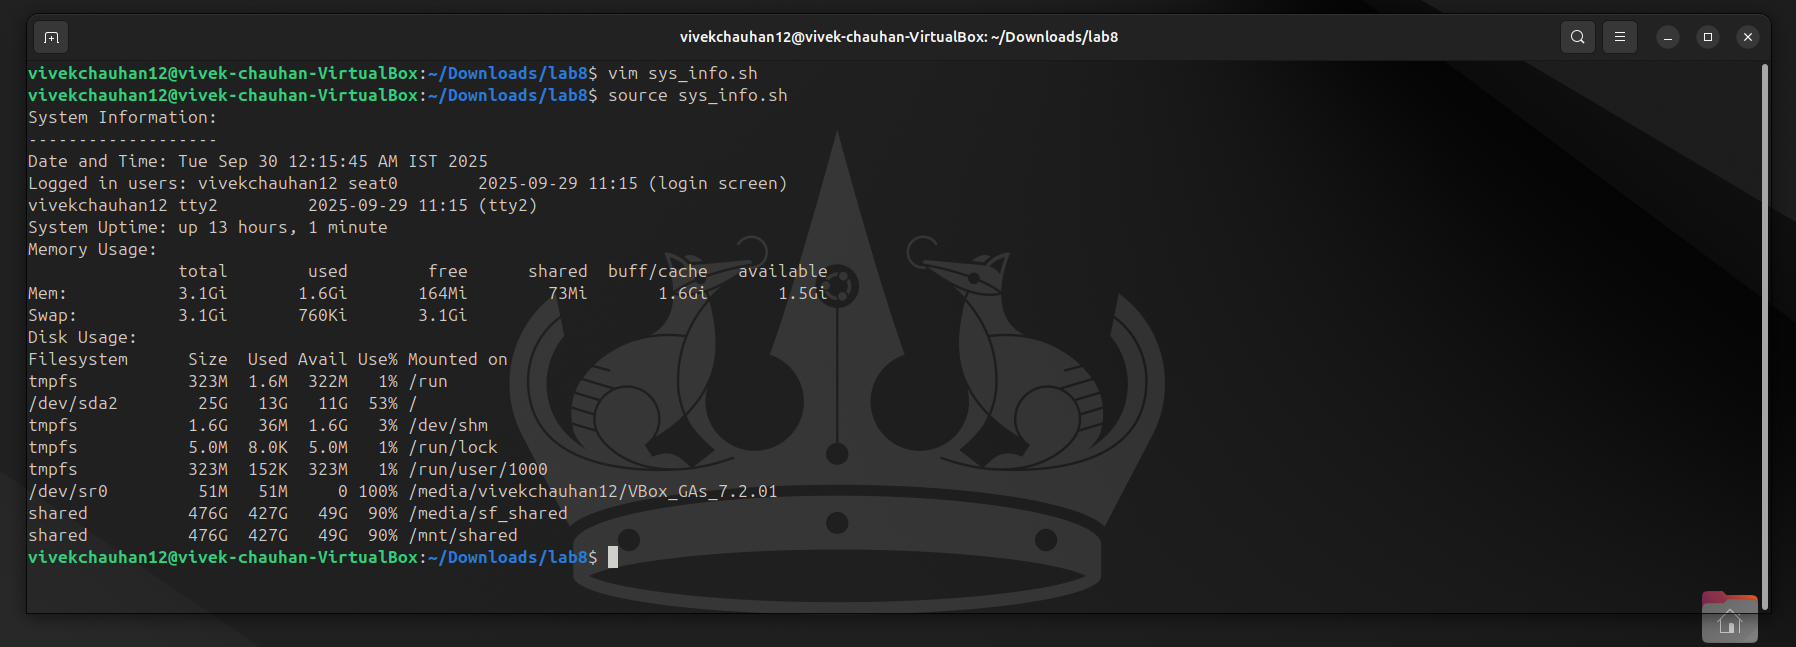 vivekchauhan12@vivek-chauhan-VirtualBox: ~/Downloads/lab8
vivekchauhan12@vivek-chauhan-VirtualBox:~/Downloads/lab8$ vim sys_info.sh
vivekchauhan12@vivek-chauhan-VirtualBox:~/Downloads/lab8$ source sys_info.sh
System Information:
-------------------
Date and Time: Tue Sep 30 12:15:45 AM IST 2025
Logged in users: vivekchauhan12 seat0        2025-09-29 11:15 (login screen)
vivekchauhan12 tty2         2025-09-29 11:15 (tty2)
System Uptime: up 13 hours, 1 minute
Memory Usage:
               total        used        free      shared  buff/cache   available
Mem:           3.1Gi       1.6Gi       164Mi        73Mi       1.6Gi       1.5Gi
Swap:          3.1Gi       760Ki       3.1Gi
Disk Usage:
Filesystem      Size  Used Avail Use% Mounted on
tmpfs           323M  1.6M  322M   1% /run
/dev/sda2        25G   13G   11G  53% /
tmpfs           1.6G   36M  1.6G   3% /dev/shm
tmpfs           5.0M  8.0K  5.0M   1% /run/lock
tmpfs           323M  152K  323M   1% /run/user/1000
/dev/sr0         51M   51M     0 100% /media/vivekchauhan12/VBox_GAs_7.2.01
shared          476G  427G   49G  90% /media/sf_shared
shared          476G  427G   49G  90% /mnt/shared
vivekchauhan12@vivek-chauhan-VirtualBox:~/Downloads/lab8$